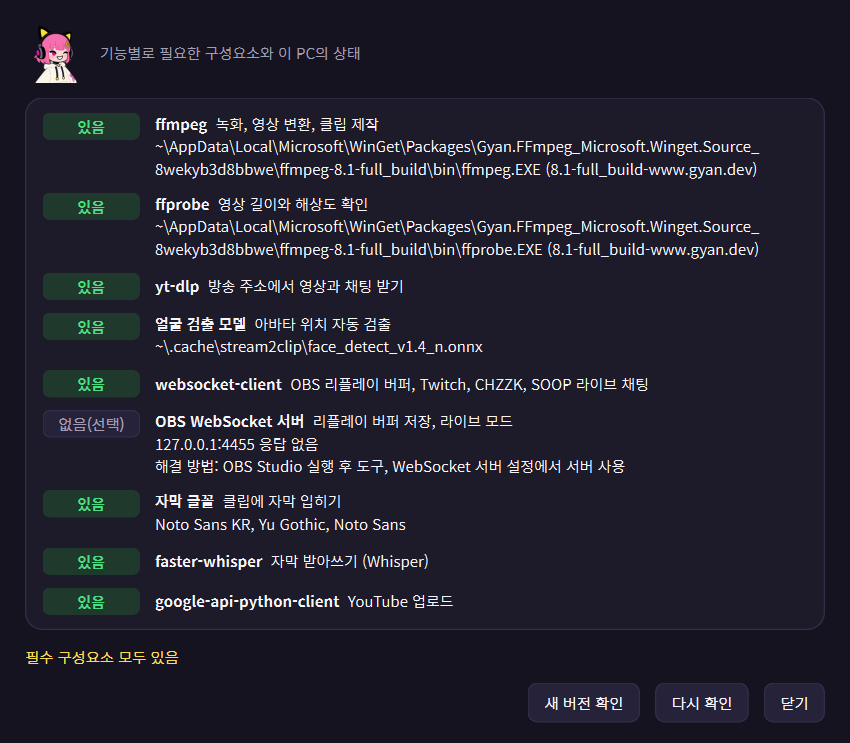 기능별로 필요한 구성요소와 이 PC의 상태
있음 ffmpeg 녹화, 영상 변환, 클립 제작
~\AppData\Local\Microsoft\WinGet\Packages\Gyan.FFmpeg_Microsoft.Winget.Source_
8wekyb3d8bbwe\ffmpeg-8.1-full_build\bin\ffmpeg.EXE (8.1-full_build-www.gyan.dev)
있음 ffprobe 영상 길이와 해상도 확인
~\AppData\Local\Microsoft\WinGet\Packages\Gyan.FFmpeg_Microsoft.Winget.Source_
8wekyb3d8bbwe\ffmpeg-8.1-full_build\bin\ffprobe.EXE (8.1-full_build-www.gyan.dev)
있음 yt-dlp 방송 주소에서 영상과 채팅 받기
있음 얼굴 검출 모델 아바타 위치 자동 검출
~\.cache\stream2clip\face_detect_v1.4_n.onnx
있음 websocket-client OBS 리플레이 버퍼, Twitch, CHZZK, SOOP 라이브 채팅
없음(선택) OBS WebSocket 서버 리플레이 버퍼 저장, 라이브 모드
127.0.0.1:4455 응답 없음
해결 방법: OBS Studio 실행 후 도구, WebSocket 서버 설정에서 서버 사용
있음 자막 글꼴 클립에 자막 입히기
Noto Sans KR, Yu Gothic, Noto Sans
있음 faster-whisper 자막 받아쓰기 (Whisper)
있음 google-api-python-client YouTube 업로드
필수 구성요소 모두 있음
새 버전 확인 다시 확인 닫기